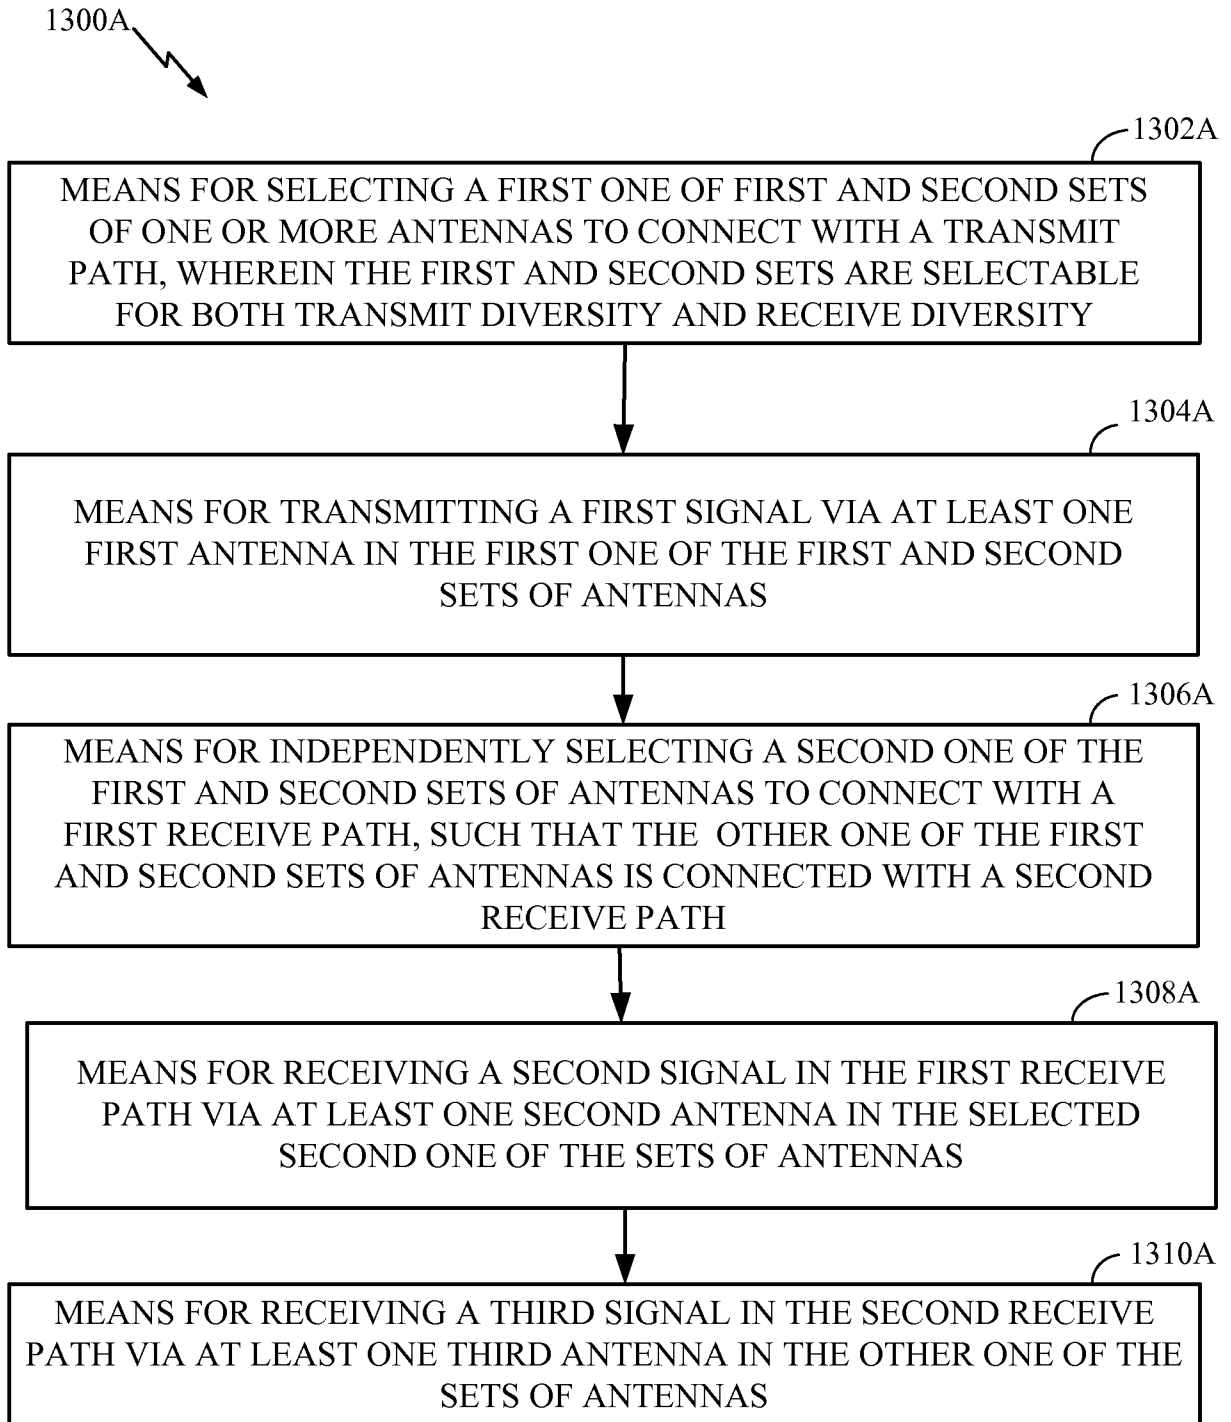 1300A
1302A
MEANS FOR SELECTING A FIRST ONE OF FIRST AND SECOND SETS
OF ONE OR MORE ANTENNAS TO CONNECT WITH A TRANSMIT
PATH, WHEREIN THE FIRST AND SECOND SETS ARE SELECTABLE
FOR BOTH TRANSMIT DIVERSITY AND RECEIVE DIVERSITY
1304A
MEANS FOR TRANSMITTING A FIRST SIGNAL VIA AT LEAST ONE
FIRST ANTENNA IN THE FIRST ONE OF THE FIRST AND SECOND
SETS OF ANTENNAS
1306A
MEANS FOR INDEPENDENTLY SELECTING A SECOND ONE OF THE
FIRST AND SECOND SETS OF ANTENNAS TO CONNECT WITH A
FIRST RECEIVE PATH, SUCH THAT THE OTHER ONE OF THE FIRST
AND SECOND SETS OF ANTENNAS IS CONNECTED WITH A SECOND
RECEIVE PATH
1308A
MEANS FOR RECEIVING A SECOND SIGNAL IN THE FIRST RECEIVE
PATH VIA AT LEAST ONE SECOND ANTENNA IN THE SELECTED
SECOND ONE OF THE SETS OF ANTENNAS
1310A
MEANS FOR RECEIVING A THIRD SIGNAL IN THE SECOND RECEIVE
PATH VIA AT LEAST ONE THIRD ANTENNA IN THE OTHER ONE OF THE
SETS OF ANTENNAS